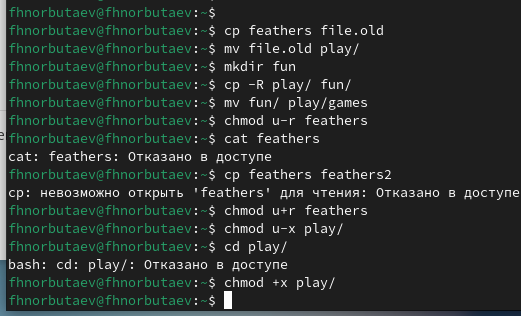 fhnorbutaev@fhnorbutaev:~$
fhnorbutaev@fhnorbutaev:~$ cp feathers file.old
fhnorbutaev@fhnorbutaev:~$ mv file.old play/
fhnorbutaev@fhnorbutaev:~$ mkdir fun
fhnorbutaev@fhnorbutaev:~$ cp -R play/ fun/
fhnorbutaev@fhnorbutaev:~$ mv fun/ play/games
fhnorbutaev@fhnorbutaev:~$ chmod u-r feathers
fhnorbutaev@fhnorbutaev:~$ cat feathers
cat: feathers: Отказано в доступе
fhnorbutaev@fhnorbutaev:~$ cp feathers feathers2
cp: невозможно открыть 'feathers' для чтения: Отказано в доступе
fhnorbutaev@fhnorbutaev:~$ chmod u+r feathers
fhnorbutaev@fhnorbutaev:~$ chmod u-x play/
fhnorbutaev@fhnorbutaev:~$ cd play/
bash: cd: play/: Отказано в доступе
fhnorbutaev@fhnorbutaev:~$ chmod +x play/
fhnorbutaev@fhnorbutaev:~$